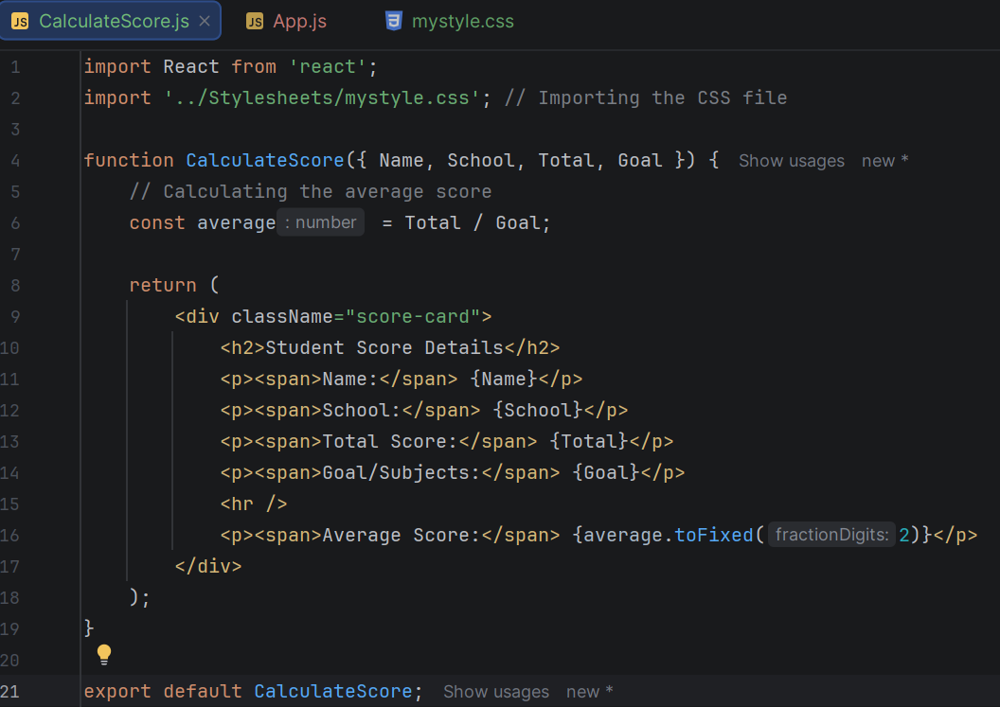 JS CalculateScore.js × JS App.js 3 mystyle.css
1 import React from 'react';
2 import '../Stylesheets/mystyle.css'; // Importing the CSS file
3
4 function CalculateScore({ Name, School, Total, Goal }) { Show usages new *
5 // Calculating the average score
6 const average : number = Total / Goal;
7
8 return (
9 <div className="score-card">
10 <h2>Student Score Details</h2>
11 <p><span>Name:</span> {Name}</p>
12 <p><span>School:</span> {School}</p>
13 <p><span>Total Score:</span> {Total}</p>
14 <p><span>Goal/Subjects:</span> {Goal}</p>
15 <hr />
16 <p><span>Average Score:</span> {average.toFixed( fractionDigits: 2)}</p>
17 </div>
18 );
19 }
20
21 export default CalculateScore; Show usages new *